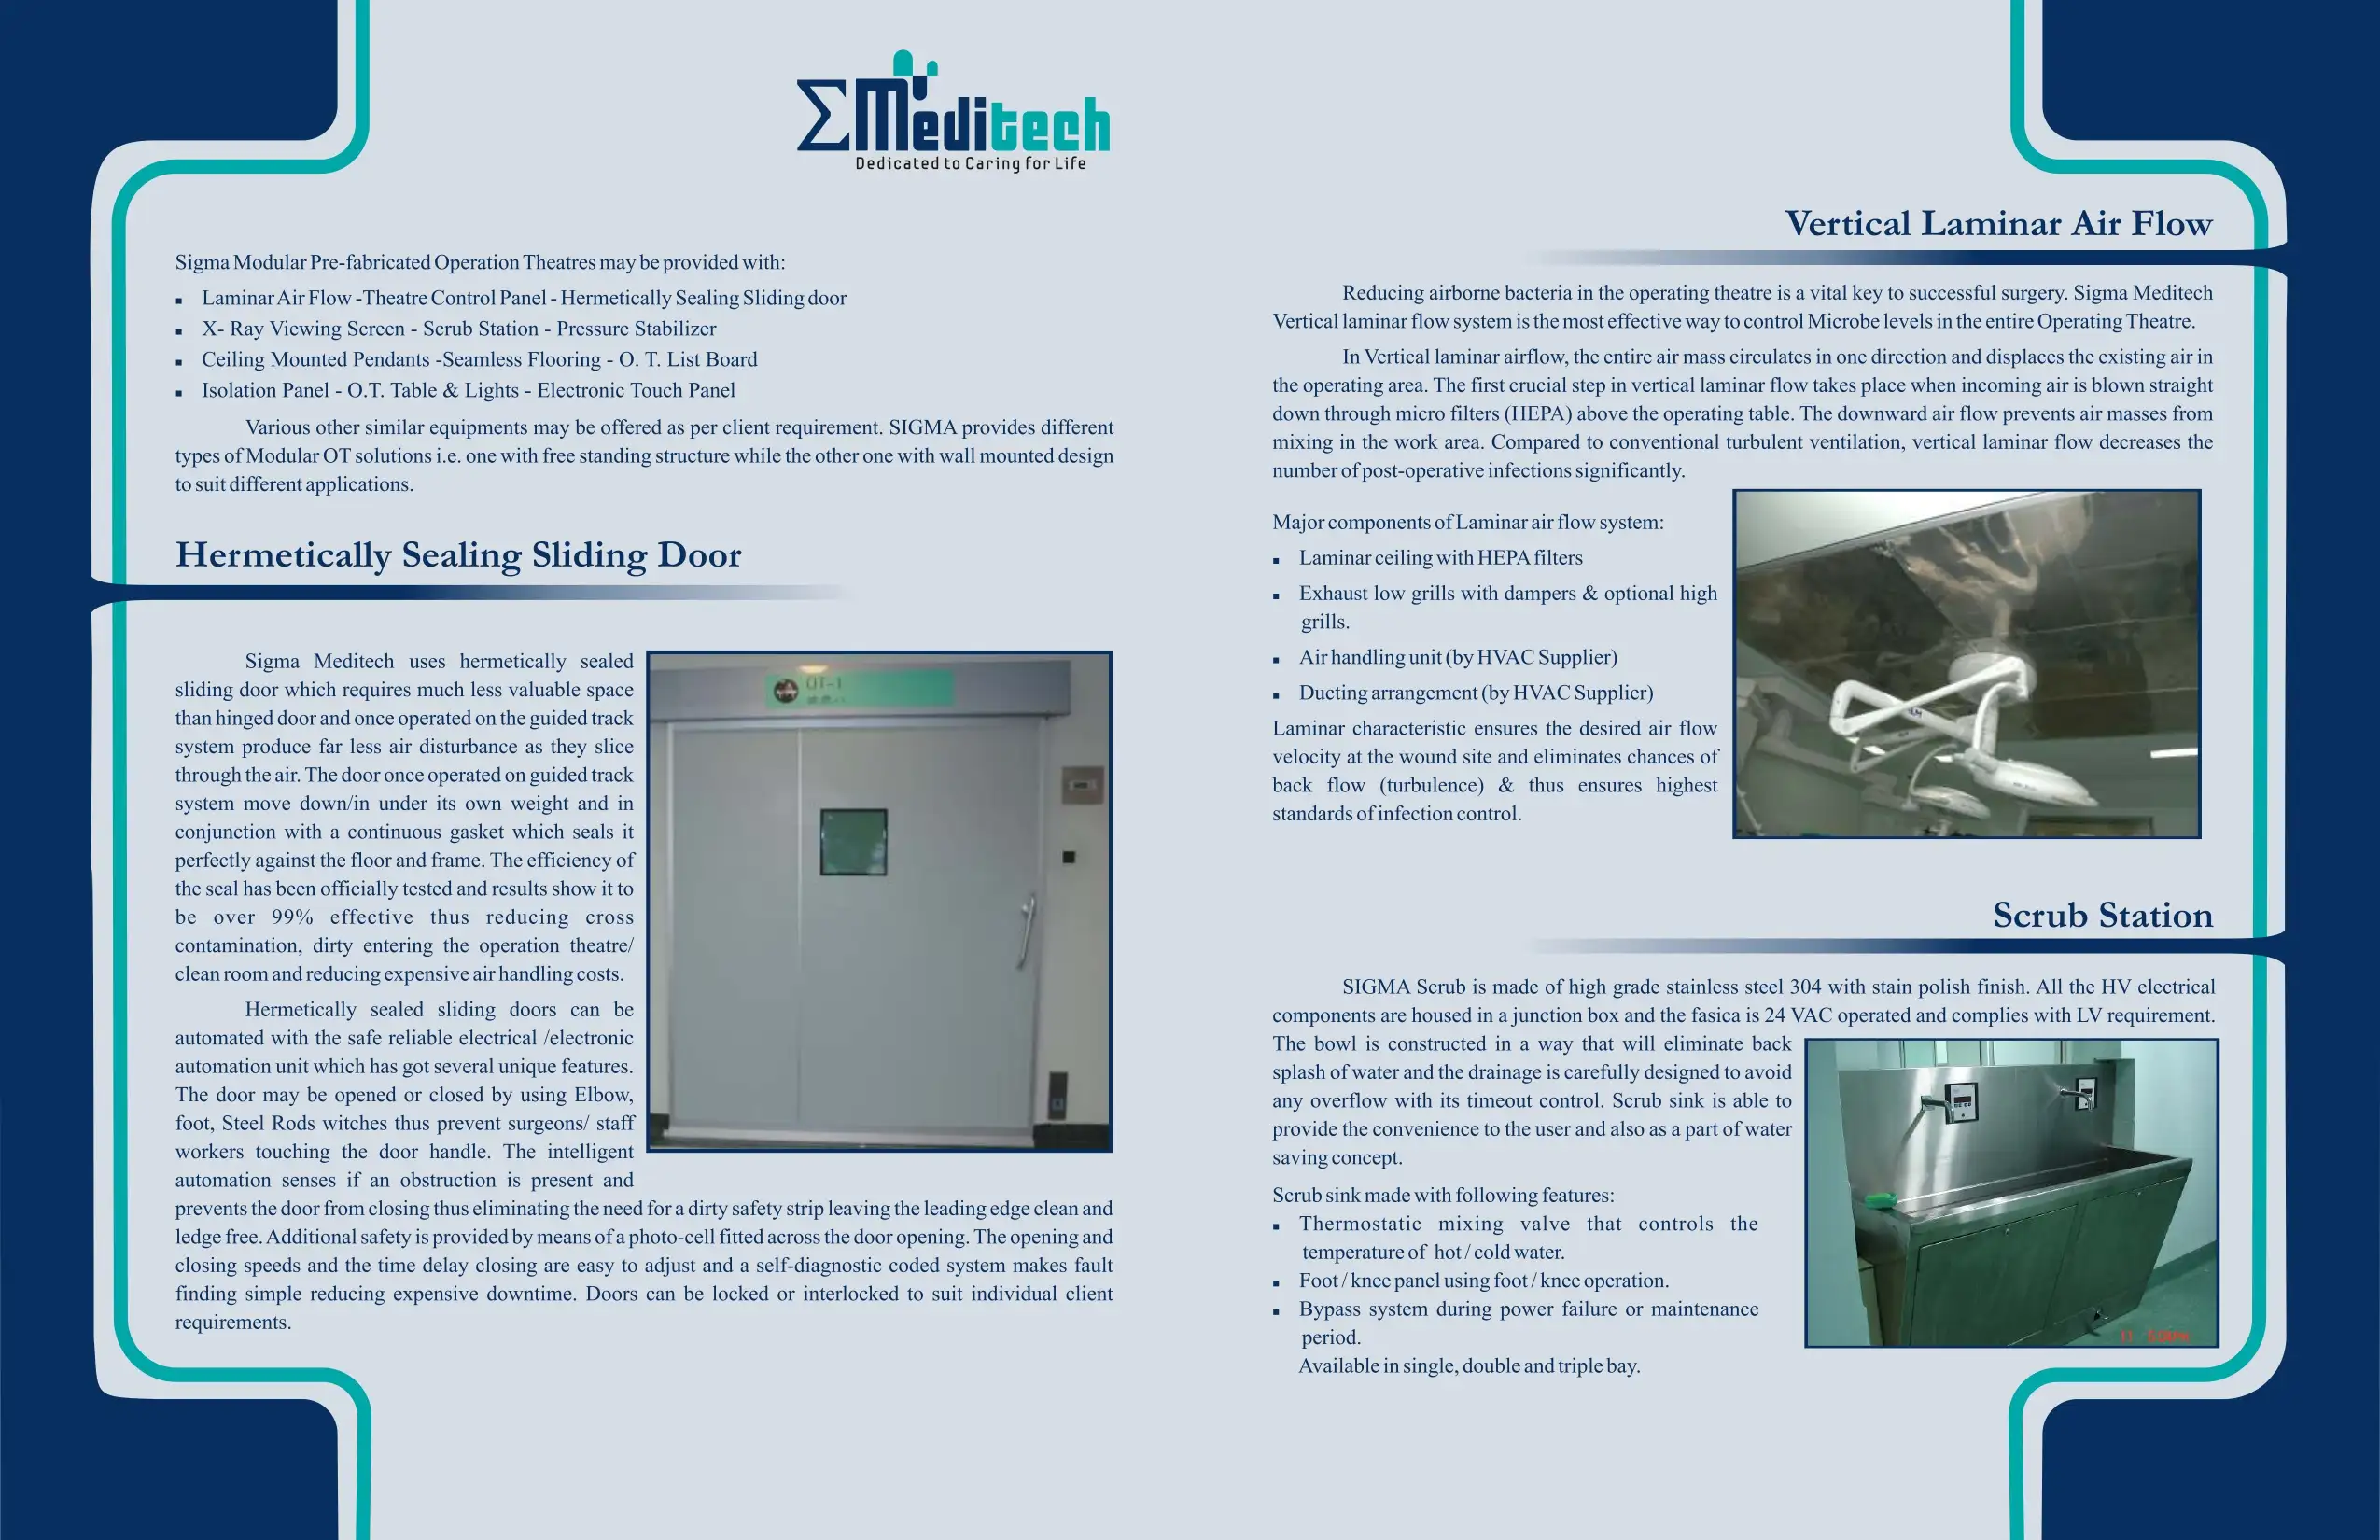 ΣMeditech
Dedicated to Caring for Life
Sigma Modular Pre-fabricated Operation Theatres may be provided with:
▪ Laminar Air Flow -Theatre Control Panel - Hermetically Sealing Sliding door
▪ X- Ray Viewing Screen - Scrub Station - Pressure Stabilizer
▪ Ceiling Mounted Pendants -Seamless Flooring - O. T. List Board
▪ Isolation Panel - O.T. Table & Lights - Electronic Touch Panel
Various other similar equipments may be offered as per client requirement. SIGMA provides different
types of Modular OT solutions i.e. one with free standing structure while the other one with wall mounted design
to suit different applications.
Hermetically Sealing Sliding Door
Sigma Meditech uses hermetically sealed
sliding door which requires much less valuable space
than hinged door and once operated on the guided track
system produce far less air disturbance as they slice
through the air. The door once operated on guided track
system move down/in under its own weight and in
conjunction with a continuous gasket which seals it
perfectly against the floor and frame. The efficiency of
the seal has been officially tested and results show it to
be over 99% effective thus reducing cross
contamination, dirty entering the operation theatre/
clean room and reducing expensive air handling costs.
Hermetically sealed sliding doors can be
automated with the safe reliable electrical /electronic
automation unit which has got several unique features.
The door may be opened or closed by using Elbow,
foot, Steel Rods witches thus prevent surgeons/ staff
workers touching the door handle. The intelligent
automation senses if an obstruction is present and
prevents the door from closing thus eliminating the need for a dirty safety strip leaving the leading edge clean and
ledge free. Additional safety is provided by means of a photo-cell fitted across the door opening. The opening and
closing speeds and the time delay closing are easy to adjust and a self-diagnostic coded system makes fault
finding simple reducing expensive downtime. Doors can be locked or interlocked to suit individual client
requirements.
OT-1
Vertical Laminar Air Flow
Reducing airborne bacteria in the operating theatre is a vital key to successful surgery. Sigma Meditech
Vertical laminar flow system is the most effective way to control Microbe levels in the entire Operating Theatre.
In Vertical laminar airflow, the entire air mass circulates in one direction and displaces the existing air in
the operating area. The first crucial step in vertical laminar flow takes place when incoming air is blown straight
down through micro filters (HEPA) above the operating table. The downward air flow prevents air masses from
mixing in the work area. Compared to conventional turbulent ventilation, vertical laminar flow decreases the
number of post-operative infections significantly.
Major components of Laminar air flow system:
▪ Laminar ceiling with HEPA filters
▪ Exhaust low grills with dampers & optional high
grills.
▪ Air handling unit (by HVAC Supplier)
▪ Ducting arrangement (by HVAC Supplier)
Laminar characteristic ensures the desired air flow
velocity at the wound site and eliminates chances of
back flow (turbulence) & thus ensures highest
standards of infection control.
Scrub Station
SIGMA Scrub is made of high grade stainless steel 304 with stain polish finish. All the HV electrical
components are housed in a junction box and the fasica is 24 VAC operated and complies with LV requirement.
The bowl is constructed in a way that will eliminate back
splash of water and the drainage is carefully designed to avoid
any overflow with its timeout control. Scrub sink is able to
provide the convenience to the user and also as a part of water
saving concept.
Scrub sink made with following features:
▪ Thermostatic mixing valve that controls the
temperature of hot / cold water.
▪ Foot / knee panel using foot / knee operation.
▪ Bypass system during power failure or maintenance
period.
Available in single, double and triple bay.